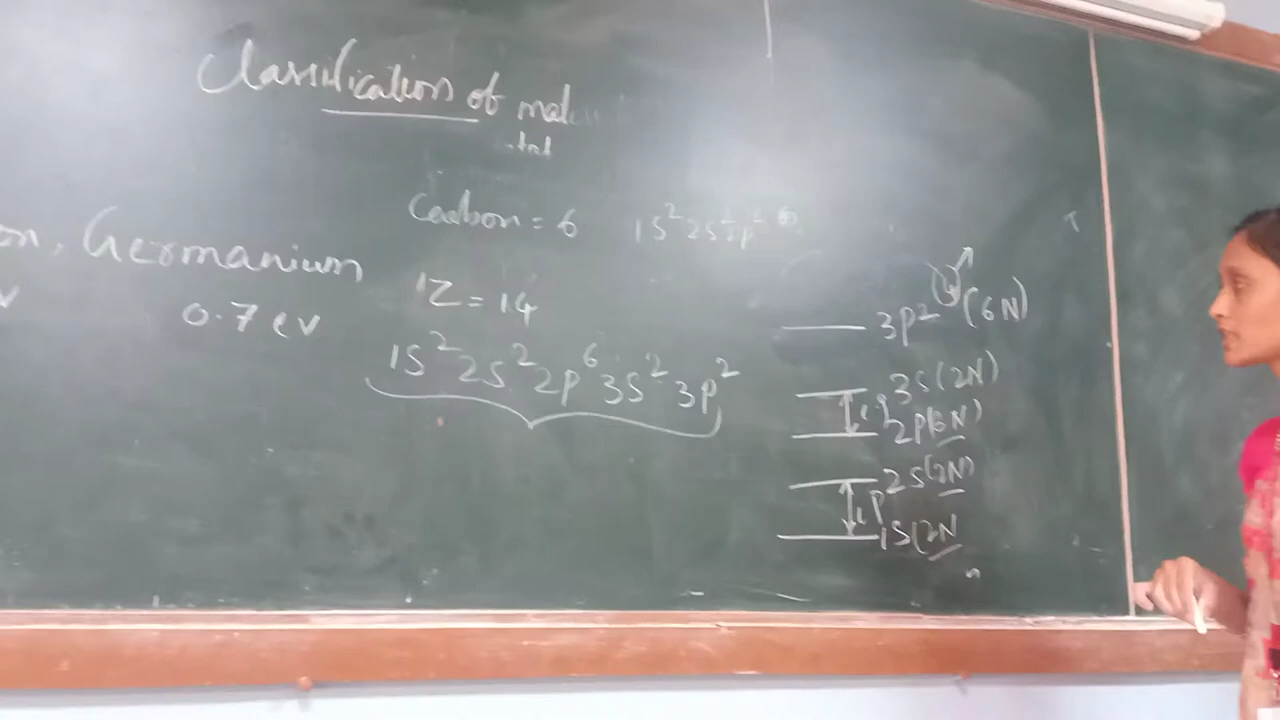 Classification of
Carbon = 6 1S² 2S² 2p²
Germanium
0.7 ev
Z = 14
1S² 2S² 2p⁶ 3S² 3p²
3p² (6N)
3S(2N)
2p(6N)
2S(2N)
1S(2N